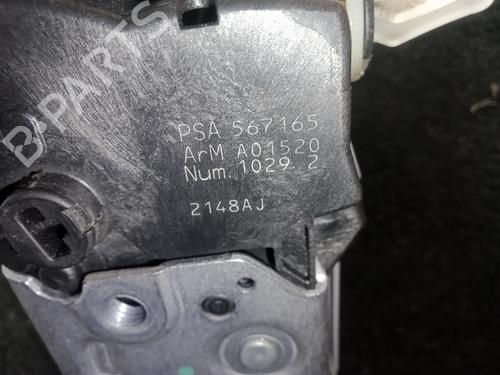 B-PARTS
PSA 567165
ArM A01520
Num. 1029 2
2148AJ